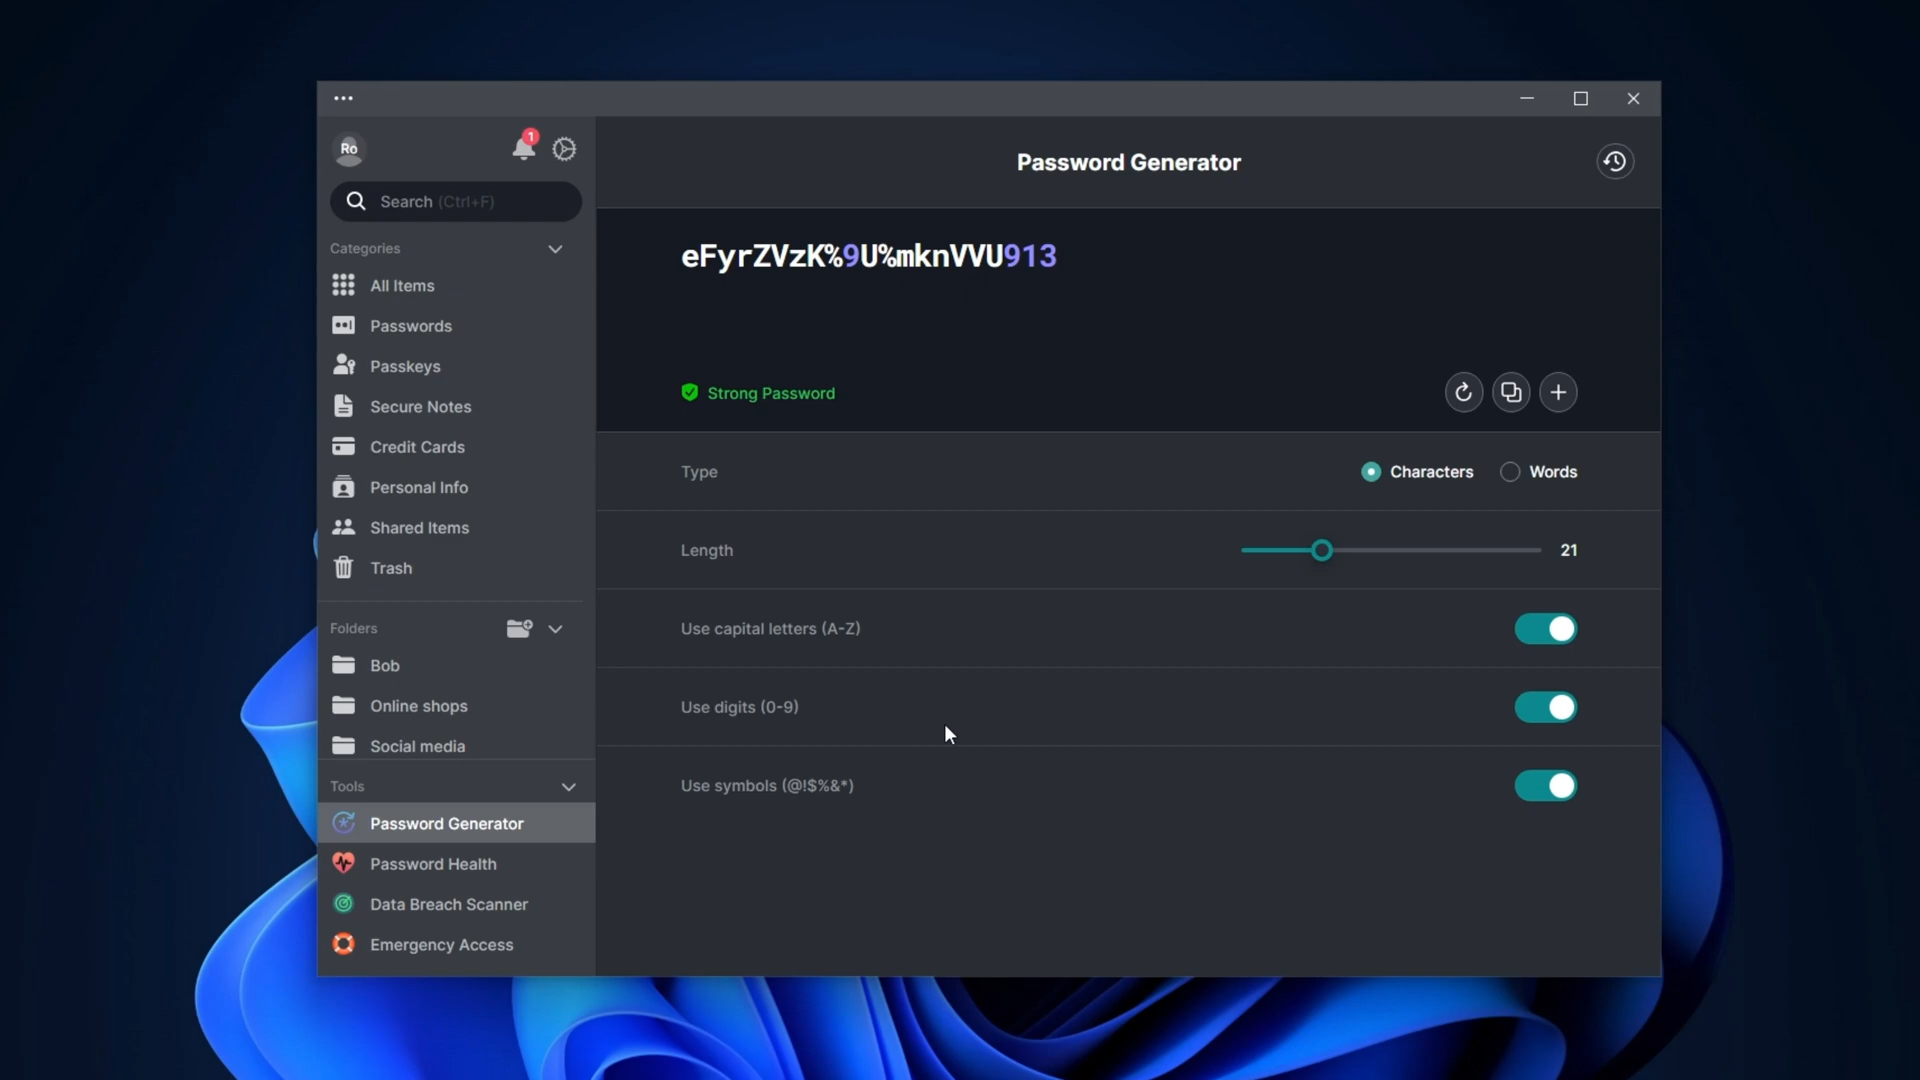 Ro
1
Search (Ctrl+F)
Categories
All Items
Passwords
Passkeys
Secure Notes
Credit Cards
Personal Info
Shared Items
Trash
Folders
Bob
Online shops
Social media
Tools
Password Generator
Password Health
Data Breach Scanner
Emergency Access
Password Generator
eFyrZVzK%9U%mknVVU913
Strong Password
Type
Characters
Words
Length
21
Use capital letters (A-Z)
Use digits (0-9)
Use symbols (@!$%&*)